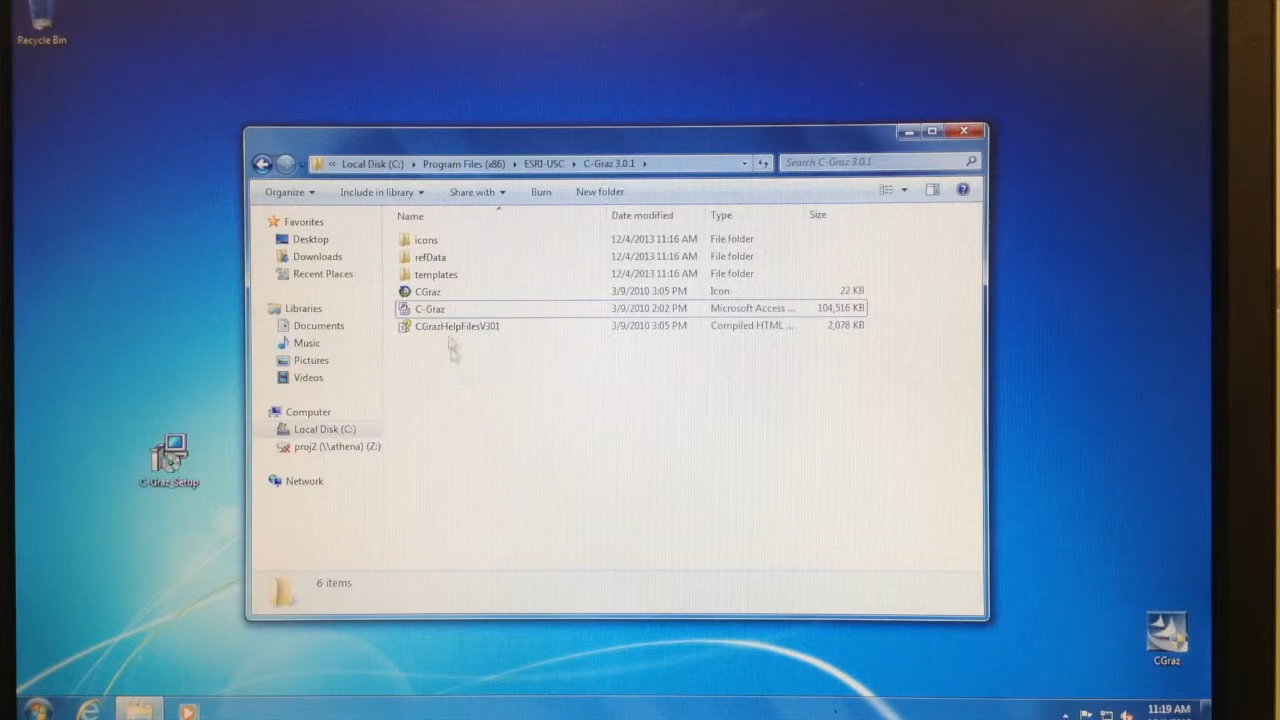 Recycle Bin
« Local Disk (C:) ▸ Program Files (x86) ▸ ESRI-USC ▸ C-Graz 3.0.1 ▸
Search C-Graz 3.0.1
Organize Include in library Share with Burn New folder
Name Date modified Type Size
Favorites
Desktop
Downloads
Recent Places
Libraries
Documents
Music
Pictures
Videos
Computer
Local Disk (C:)
proj2 (\\athena) (Z:)
Network
icons 12/4/2013 11:16 AM File folder
refData 12/4/2013 11:16 AM File folder
templates 12/4/2013 11:16 AM File folder
CGraz 3/9/2010 3:05 PM Icon 22 KB
C-Graz 3/9/2010 2:02 PM Microsoft Access ... 104,516 KB
CGrazHelpFilesV301 3/9/2010 3:05 PM Compiled HTML ... 2,078 KB
6 items
C-Graz_Setup
CGraz
11:19 AM